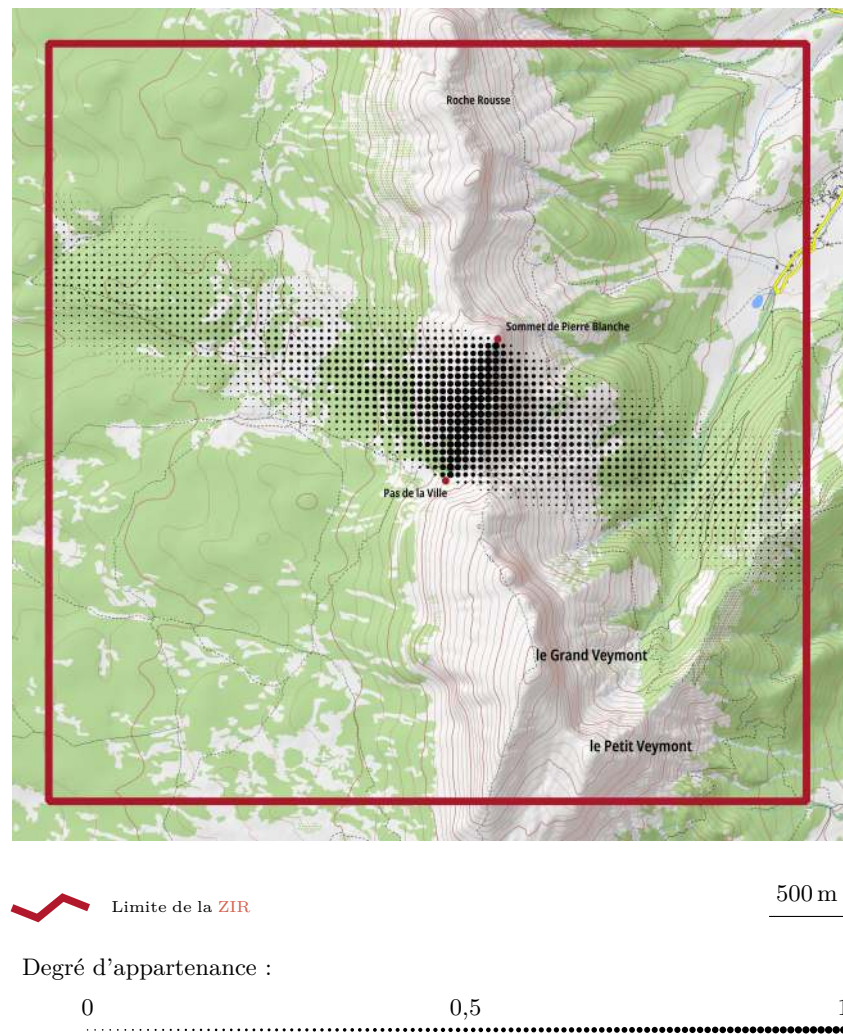 Roche Rousse
Sommet de Pierre Blanche
Pas de la Ville
le Grand Veymont
le Petit Veymont
Limite de la ZIR
500 m
Degré d'appartenance :
0
0,5
1